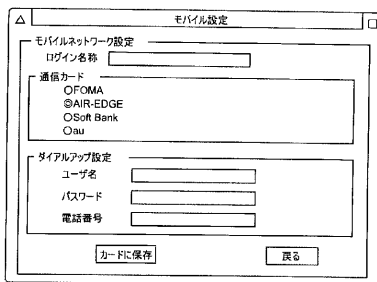 モバイル設定
モバイルネットワーク設定
ログイン名称
通信カード
○FOMA
◎AIR-EDGE
○Soft Bank
○au
ダイアルアップ設定
ユーザ名
パスワード
電話番号
カードに保存
戻る